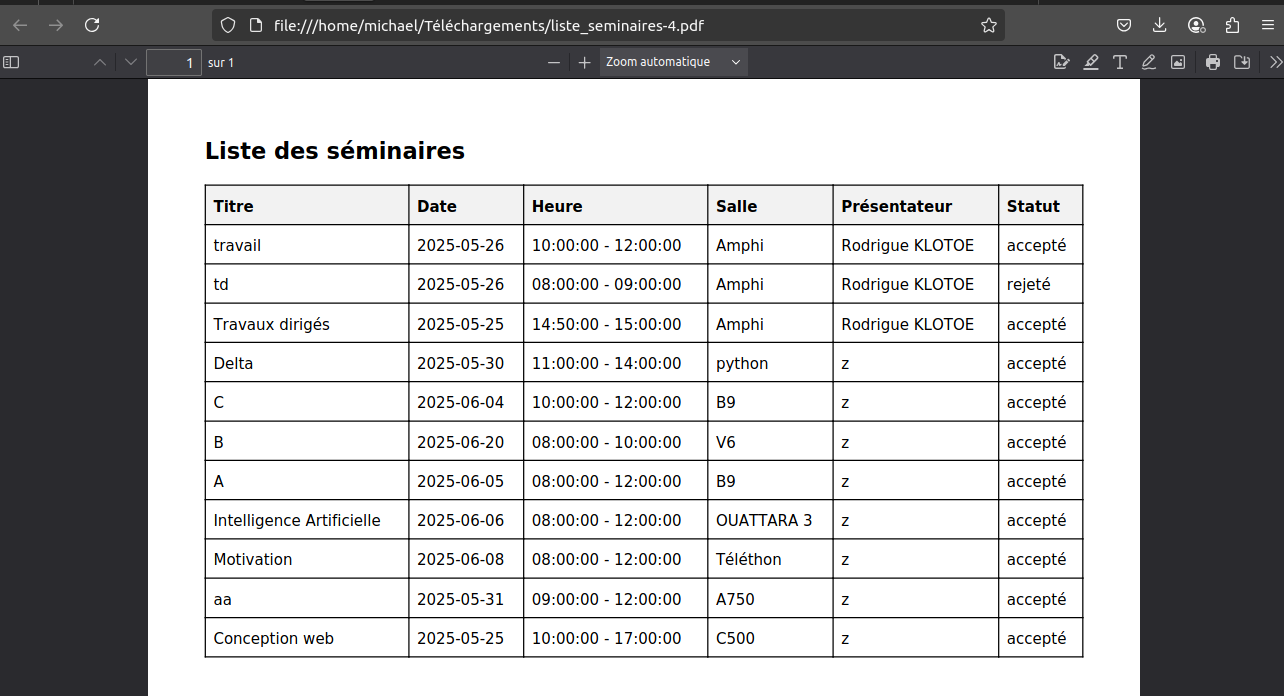 file:///home/michael/Téléchargements/liste_seminaires-4.pdf
1 sur 1 Zoom automatique
Liste des séminaires
Titre Date Heure Salle Présentateur Statut
travail 2025-05-26 10:00:00 - 12:00:00 Amphi Rodrigue KLOTOE accepté
td 2025-05-26 08:00:00 - 09:00:00 Amphi Rodrigue KLOTOE rejeté
Travaux dirigés 2025-05-25 14:50:00 - 15:00:00 Amphi Rodrigue KLOTOE accepté
Delta 2025-05-30 11:00:00 - 14:00:00 python z accepté
C 2025-06-04 10:00:00 - 12:00:00 B9 z accepté
B 2025-06-20 08:00:00 - 10:00:00 V6 z accepté
A 2025-06-05 08:00:00 - 12:00:00 B9 z accepté
Intelligence Artificielle 2025-06-06 08:00:00 - 12:00:00 OUATTARA 3 z accepté
Motivation 2025-06-08 08:00:00 - 12:00:00 Téléthon z accepté
aa 2025-05-31 09:00:00 - 12:00:00 A750 z accepté
Conception web 2025-05-25 10:00:00 - 17:00:00 C500 z accepté